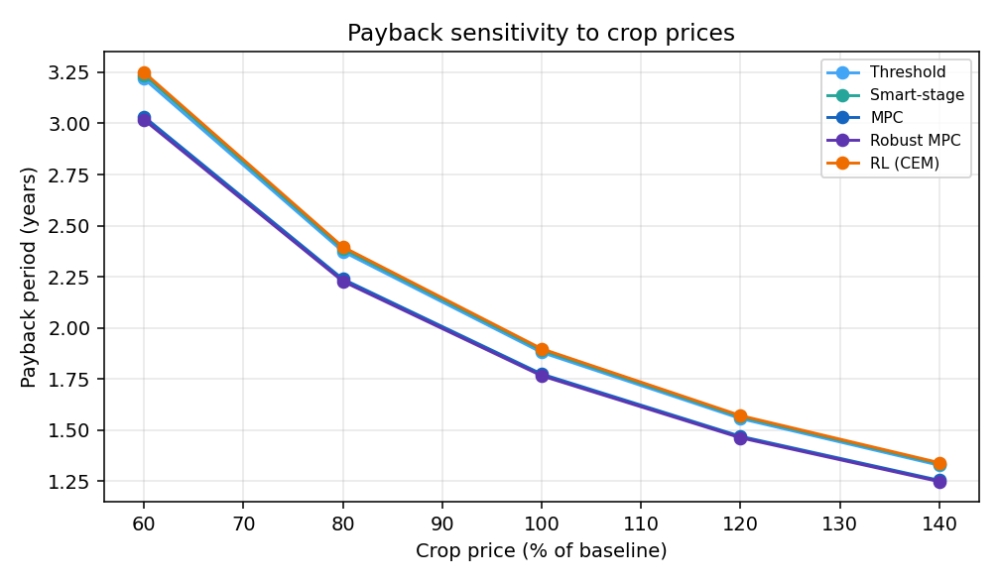 Payback sensitivity to crop prices
Threshold
Smart-stage
MPC
Robust MPC
RL (CEM)
Payback period (years)
3.25
3.00
2.75
2.50
2.25
2.00
1.75
1.50
1.25
60 70 80 90 100 110 120 130 140
Crop price (% of baseline)